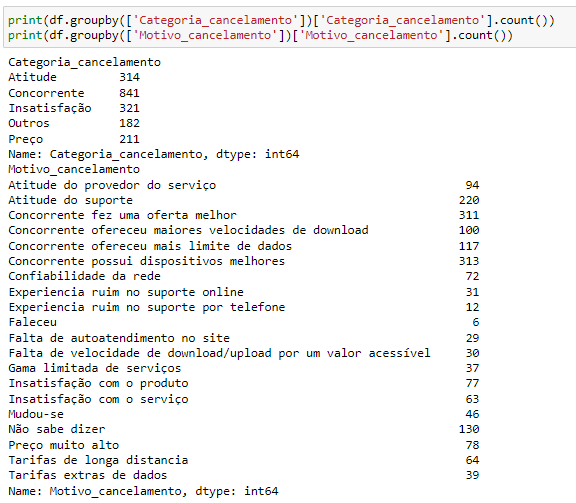 print(df.groupby(['Categoria_cancelamento'])['Categoria_cancelamento'].count())
print(df.groupby(['Motivo_cancelamento'])['Motivo_cancelamento'].count())
Categoria_cancelamento
Atitude 314
Concorrente 841
Insatisfação 321
Outros 182
Preço 211
Name: Categoria_cancelamento, dtype: int64
Motivo_cancelamento
Atitude do provedor do serviço 94
Atitude do suporte 220
Concorrente fez uma oferta melhor 311
Concorrente ofereceu maiores velocidades de download 100
Concorrente ofereceu mais limite de dados 117
Concorrente possui dispositivos melhores 313
Confiabilidade da rede 72
Experiencia ruim no suporte online 31
Experiencia ruim no suporte por telefone 12
Faleceu 6
Falta de autoatendimento no site 29
Falta de velocidade de download/upload por um valor acessível 30
Gama limitada de serviços 37
Insatisfação com o produto 77
Insatisfação com o serviço 63
Mudou-se 46
Não sabe dizer 130
Preço muito alto 78
Tarifas de longa distancia 64
Tarifas extras de dados 39
Name: Motivo_cancelamento, dtype: int64